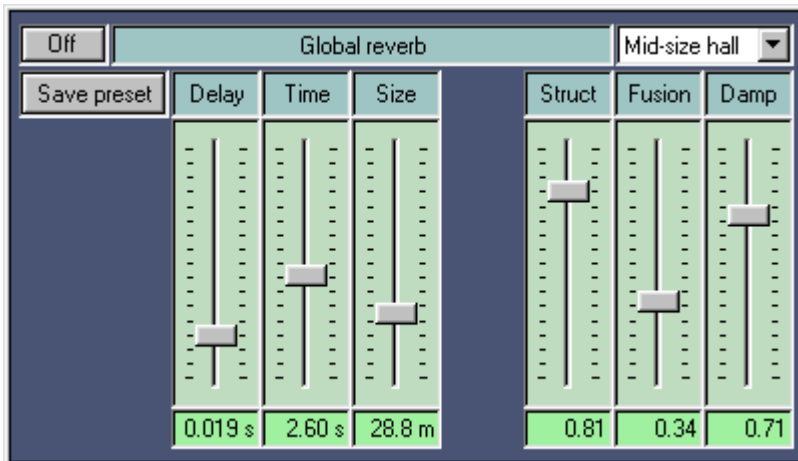 Off Global reverb Mid-size hall
Save preset Delay Time Size Struct Fusion Damp
0.019 s 2.60 s 28.8 m 0.81 0.34 0.71